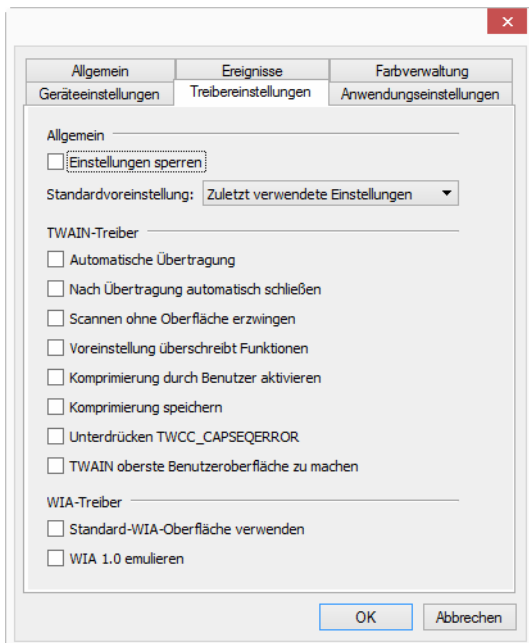 Allgemein Ereignisse Farbverwaltung
Geräteeinstellungen Treibereinstellungen Anwendungseinstellungen
Allgemein
Einstellungen sperren
Standardvoreinstellung: Zuletzt verwendete Einstellungen
TWAIN-Treiber
Automatische Übertragung
Nach Übertragung automatisch schließen
Scannen ohne Oberfläche erzwingen
Voreinstellung überschreibt Funktionen
Komprimierung durch Benutzer aktivieren
Komprimierung speichern
Unterdrücken TWCC_CAPSEQERROR
TWAIN oberste Benutzeroberfläche zu machen
WIA-Treiber
Standard-WIA-Oberfläche verwenden
WIA 1.0 emulieren
OK Abbrechen